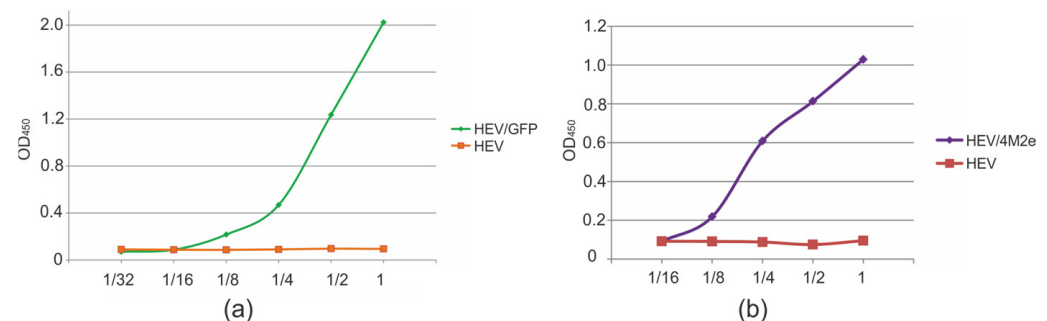 2.0
1.6
1.2
0.8
0.4
0
OD450
1/32 1/16 1/8 1/4 1/2 1
HEV/GFP
HEV
(a)
1.2
1.0
0.8
0.6
0.4
0.2
0
OD450
1/16 1/8 1/4 1/2 1
HEV/4M2e
HEV
(b)